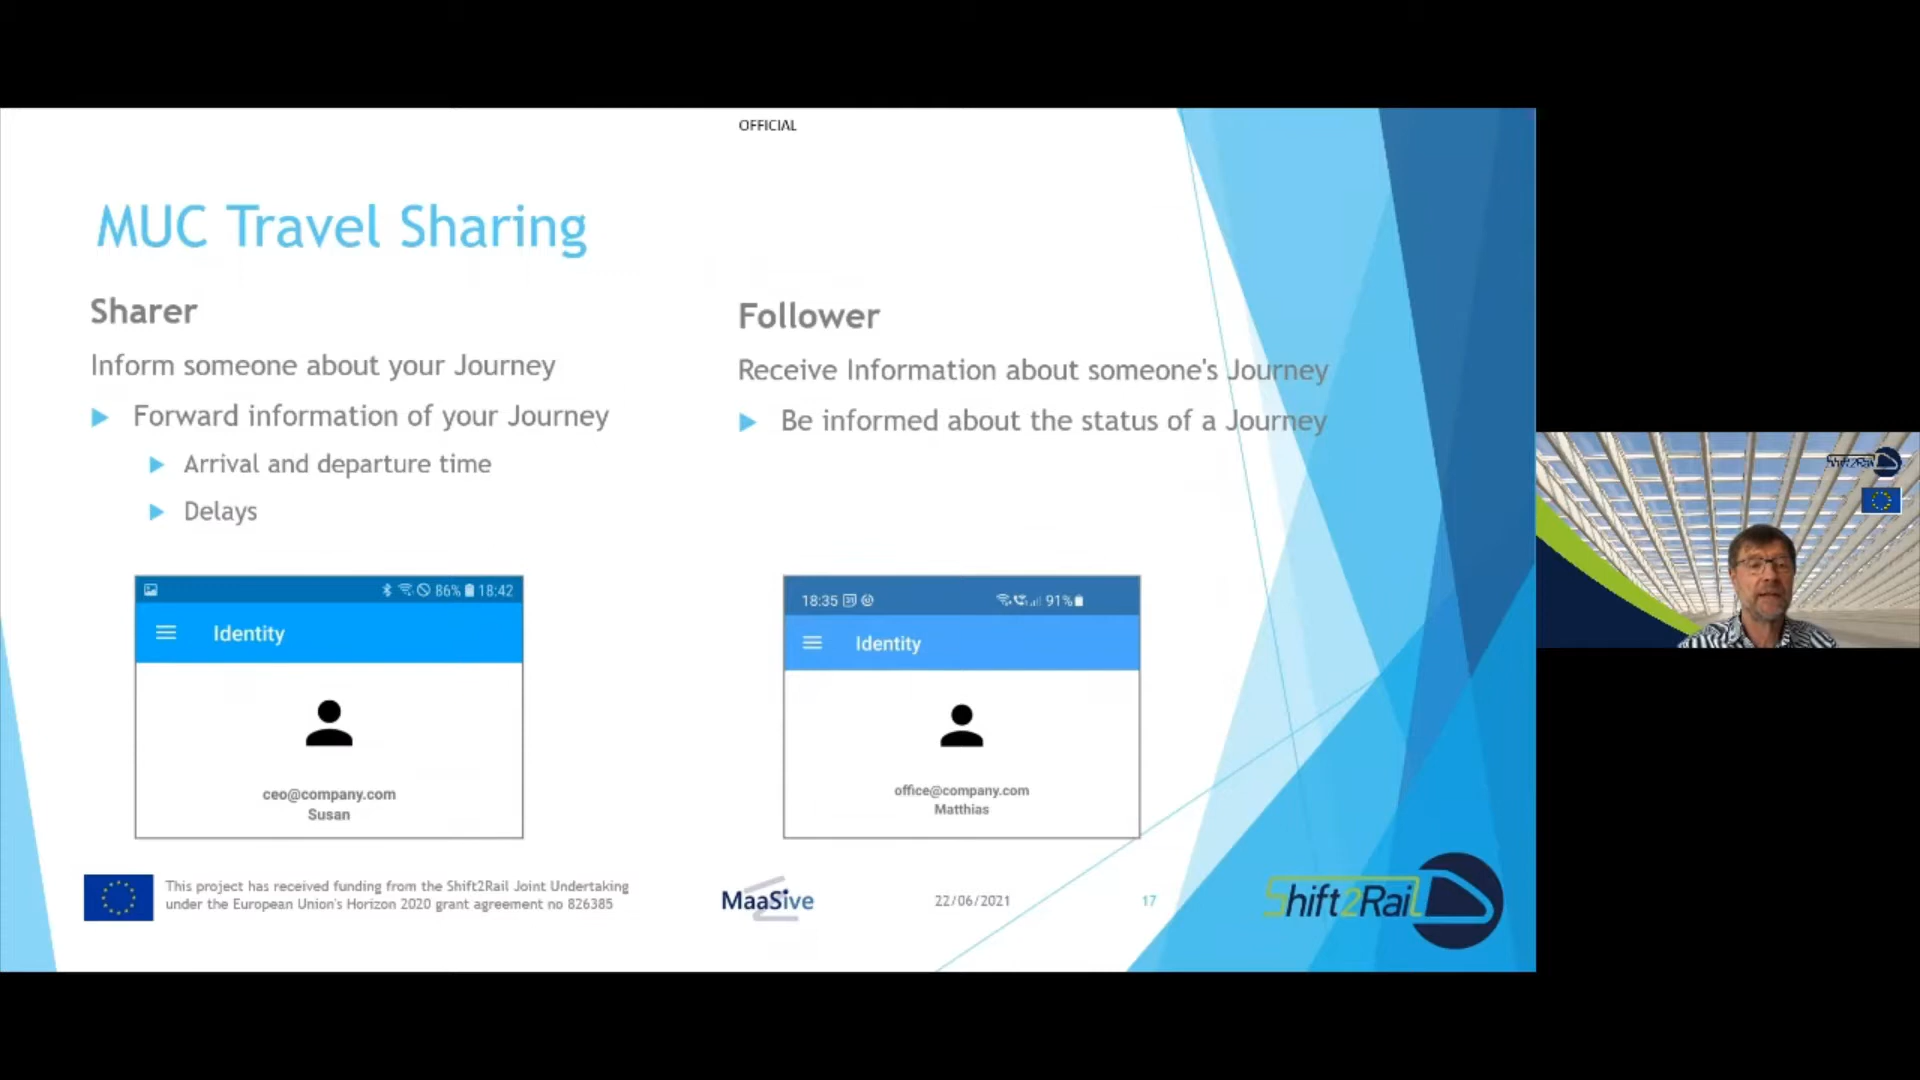 OFFICIAL
MUC Travel Sharing
Sharer
Inform someone about your Journey
Forward information of your Journey
Arrival and departure time
Delays
Follower
Receive Information about someone's Journey
Be informed about the status of a Journey
86% 18:42
Identity
ceo@company.com
Susan
18:35 91%
Identity
office@company.com
Matthias
This project has received funding from the Shift2Rail Joint Undertaking
under the European Union's Horizon 2020 grant agreement no 826385
MaaSive
22/06/2021
17
Shift2Rail
Shift2Rail